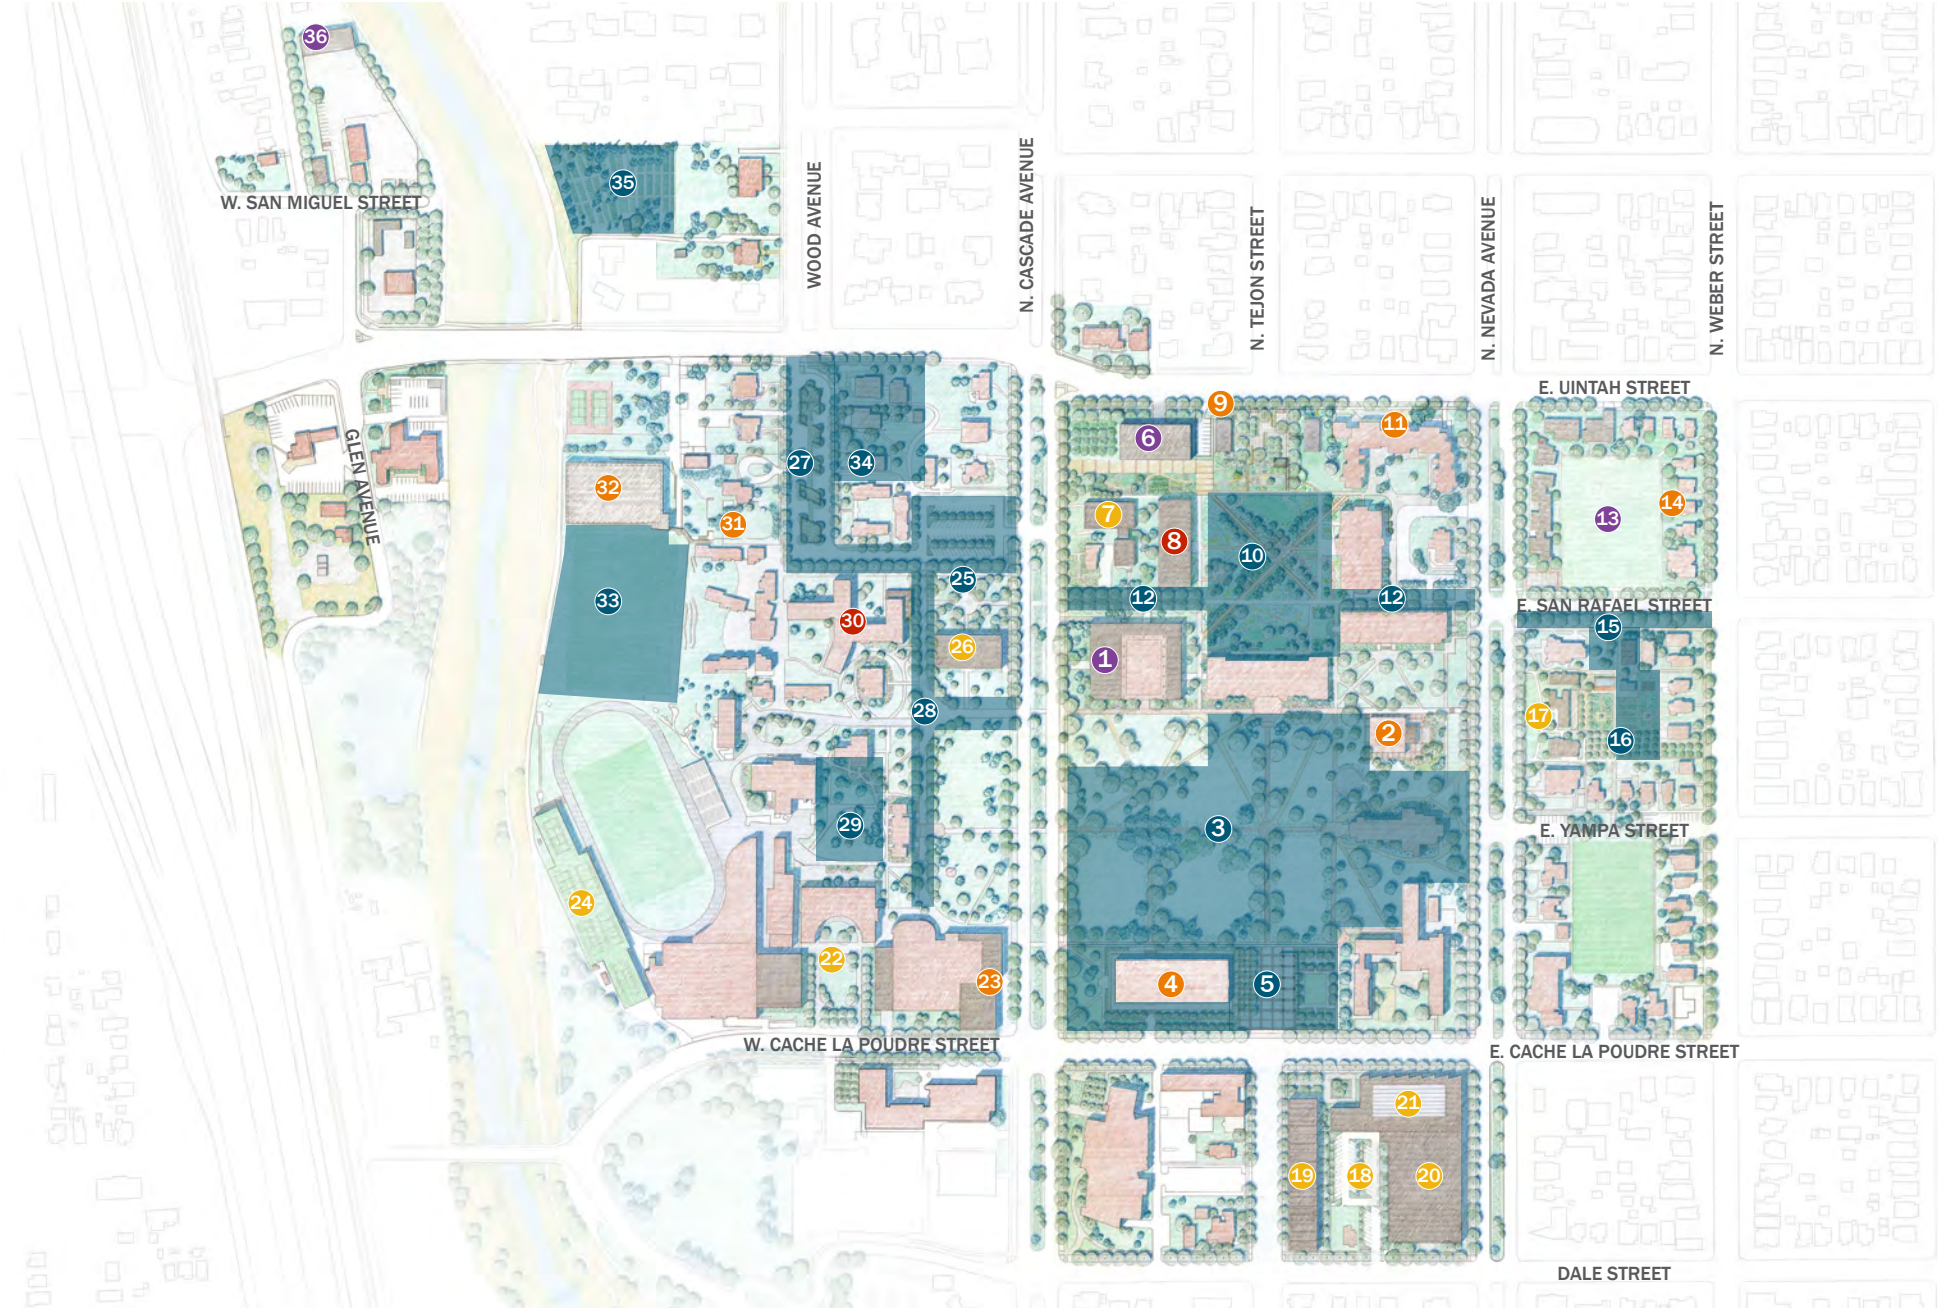 36
35
W. SAN MIGUEL STREET
WOOD AVENUE
N. CASCADE AVENUE
N. TEJON STREET
N. NEVADA AVENUE
N. WEBER STREET
E. UINTAH STREET
GLEN AVENUE
9
11
6
27
34
32
31
7
8
10
13
14
33
25
12
12
E. SAN RAFAEL STREET
15
30
26
1
28
2
17
16
29
3
E. YAMPA STREET
24
22
23
4
5
W. CACHE LA POUDRE STREET
E. CACHE LA POUDRE STREET
21
19
18
20
DALE STREET